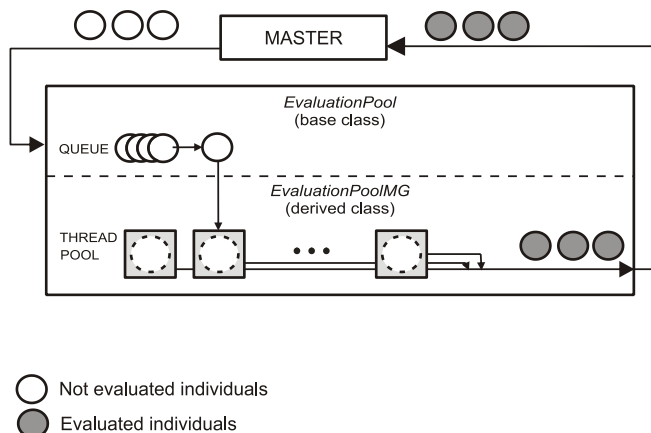 MASTER
EvaluationPool
(base class)
QUEUE
EvaluationPoolMG
(derived class)
THREAD
POOL
Not evaluated individuals
Evaluated individuals